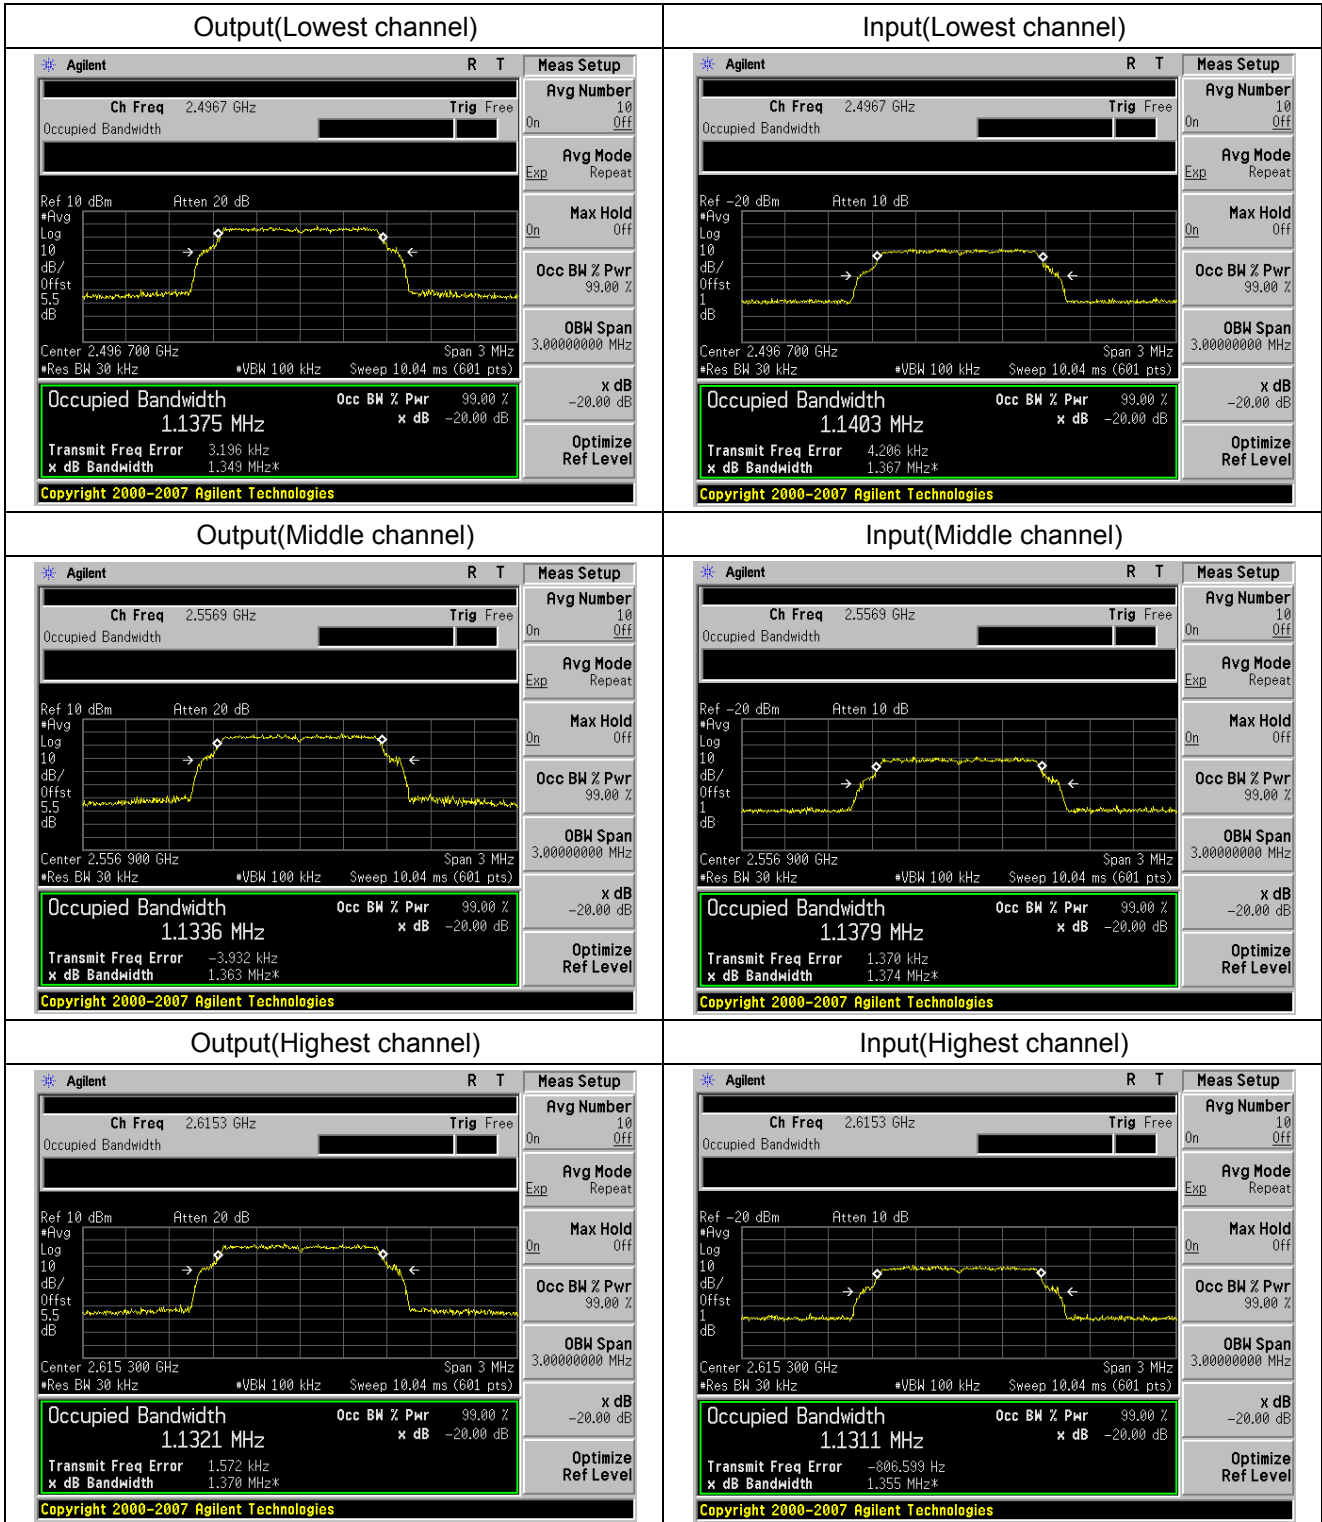 Output(Lowest channel)
Input(Lowest channel)
Agilent R T Meas Setup
Ch Freq 2.4967 GHz Trig Free
Occupied Bandwidth
Avg Number
10
On Off
Avg Mode
Exp Repeat
Max Hold
On Off
Occ BW % Pwr
99.00 %
OBW Span
3.00000000 MHz
x dB
-20.00 dB
Optimize
Ref Level
Ref 10 dBm Atten 20 dB
#Avg
Log
10
dB/
Offst
5.5
dB
Center 2.496 700 GHz Span 3 MHz
#Res BW 30 kHz #VBW 100 kHz Sweep 10.04 ms (601 pts)
Occupied Bandwidth Occ BW % Pwr 99.00 %
1.1375 MHz x dB -20.00 dB
Transmit Freq Error 3.196 kHz
x dB Bandwidth 1.349 MHz*
Copyright 2000-2007 Agilent Technologies
Agilent R T Meas Setup
Ch Freq 2.4967 GHz Trig Free
Occupied Bandwidth
Avg Number
10
On Off
Avg Mode
Exp Repeat
Max Hold
On Off
Occ BW % Pwr
99.00 %
OBW Span
3.00000000 MHz
x dB
-20.00 dB
Optimize
Ref Level
Ref -20 dBm Atten 10 dB
#Avg
Log
10
dB/
Offst
1
dB
Center 2.496 700 GHz Span 3 MHz
#Res BW 30 kHz #VBW 100 kHz Sweep 10.04 ms (601 pts)
Occupied Bandwidth Occ BW % Pwr 99.00 %
1.1403 MHz x dB -20.00 dB
Transmit Freq Error 4.206 kHz
x dB Bandwidth 1.367 MHz*
Copyright 2000-2007 Agilent Technologies
Output(Middle channel)
Input(Middle channel)
Agilent R T Meas Setup
Ch Freq 2.5569 GHz Trig Free
Occupied Bandwidth
Avg Number
10
On Off
Avg Mode
Exp Repeat
Max Hold
On Off
Occ BW % Pwr
99.00 %
OBW Span
3.00000000 MHz
x dB
-20.00 dB
Optimize
Ref Level
Ref 10 dBm Atten 20 dB
#Avg
Log
10
dB/
Offst
5.5
dB
Center 2.556 900 GHz Span 3 MHz
#Res BW 30 kHz #VBW 100 kHz Sweep 10.04 ms (601 pts)
Occupied Bandwidth Occ BW % Pwr 99.00 %
1.1336 MHz x dB -20.00 dB
Transmit Freq Error -3.932 kHz
x dB Bandwidth 1.363 MHz*
Copyright 2000-2007 Agilent Technologies
Agilent R T Meas Setup
Ch Freq 2.5569 GHz Trig Free
Occupied Bandwidth
Avg Number
10
On Off
Avg Mode
Exp Repeat
Max Hold
On Off
Occ BW % Pwr
99.00 %
OBW Span
3.00000000 MHz
x dB
-20.00 dB
Optimize
Ref Level
Ref -20 dBm Atten 10 dB
#Avg
Log
10
dB/
Offst
1
dB
Center 2.556 900 GHz Span 3 MHz
#Res BW 30 kHz #VBW 100 kHz Sweep 10.04 ms (601 pts)
Occupied Bandwidth Occ BW % Pwr 99.00 %
1.1379 MHz x dB -20.00 dB
Transmit Freq Error 1.370 kHz
x dB Bandwidth 1.374 MHz*
Copyright 2000-2007 Agilent Technologies
Output(Highest channel)
Input(Highest channel)
Agilent R T Meas Setup
Ch Freq 2.6153 GHz Trig Free
Occupied Bandwidth
Avg Number
10
On Off
Avg Mode
Exp Repeat
Max Hold
On Off
Occ BW % Pwr
99.00 %
OBW Span
3.00000000 MHz
x dB
-20.00 dB
Optimize
Ref Level
Ref 10 dBm Atten 20 dB
#Avg
Log
10
dB/
Offst
5.5
dB
Center 2.615 300 GHz Span 3 MHz
#Res BW 30 kHz #VBW 100 kHz Sweep 10.04 ms (601 pts)
Occupied Bandwidth Occ BW % Pwr 99.00 %
1.1321 MHz x dB -20.00 dB
Transmit Freq Error 1.572 kHz
x dB Bandwidth 1.370 MHz*
Copyright 2000-2007 Agilent Technologies
Agilent R T Meas Setup
Ch Freq 2.6153 GHz Trig Free
Occupied Bandwidth
Avg Number
10
On Off
Avg Mode
Exp Repeat
Max Hold
On Off
Occ BW % Pwr
99.00 %
OBW Span
3.00000000 MHz
x dB
-20.00 dB
Optimize
Ref Level
Ref -20 dBm Atten 10 dB
#Avg
Log
10
dB/
Offst
1
dB
Center 2.615 300 GHz Span 3 MHz
#Res BW 30 kHz #VBW 100 kHz Sweep 10.04 ms (601 pts)
Occupied Bandwidth Occ BW % Pwr 99.00 %
1.1311 MHz x dB -20.00 dB
Transmit Freq Error -806.599 Hz
x dB Bandwidth 1.355 MHz*
Copyright 2000-2007 Agilent Technologies